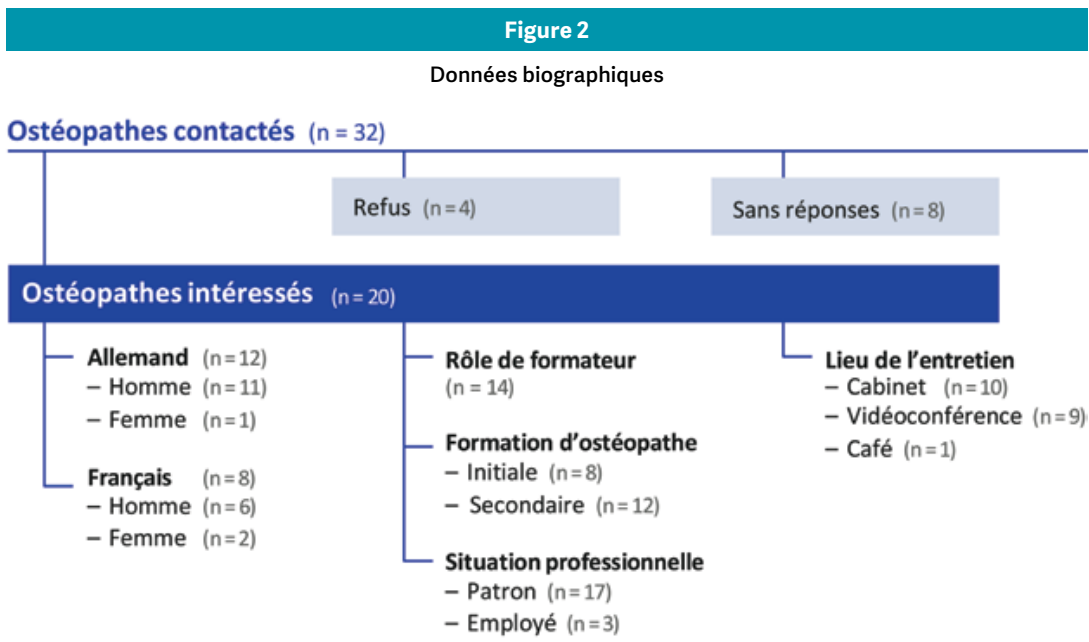 Figure 2
Données biographiques
Ostéopathes contactés (n = 32)
Refus (n=4)
Sans réponses (n=8)
Ostéopathes intéressés (n=20)
Allemand (n=12)
– Homme (n=11)
– Femme (n=1)
Français (n=8)
– Homme (n=6)
– Femme (n=2)
Rôle de formateur
(n = 14)
Formation d’ostéopathe
– Initiale (n=8)
– Secondaire (n=12)
Situation professionnelle
– Patron (n=17)
– Employé (n=3)
Lieu de l’entretien
– Cabinet (n=10)
– Vidéoconférence (n=9)
– Café (n=1)